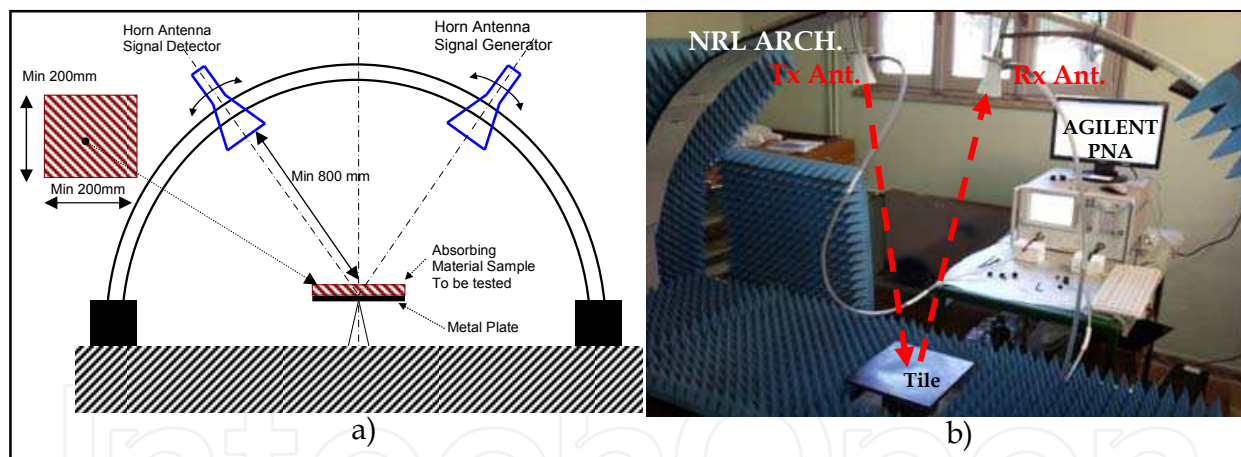 Horn Antenna
Signal Detector
Horn Antenna
Signal Generator
Min 200mm
Min 200mm
Min 800 mm
Absorbing
Material Sample
To be tested
Metal Plate
a)
NRL ARCH.
Tx Ant.
Rx Ant.
AGILENT
PNA
Tile
b)
IntechOpen